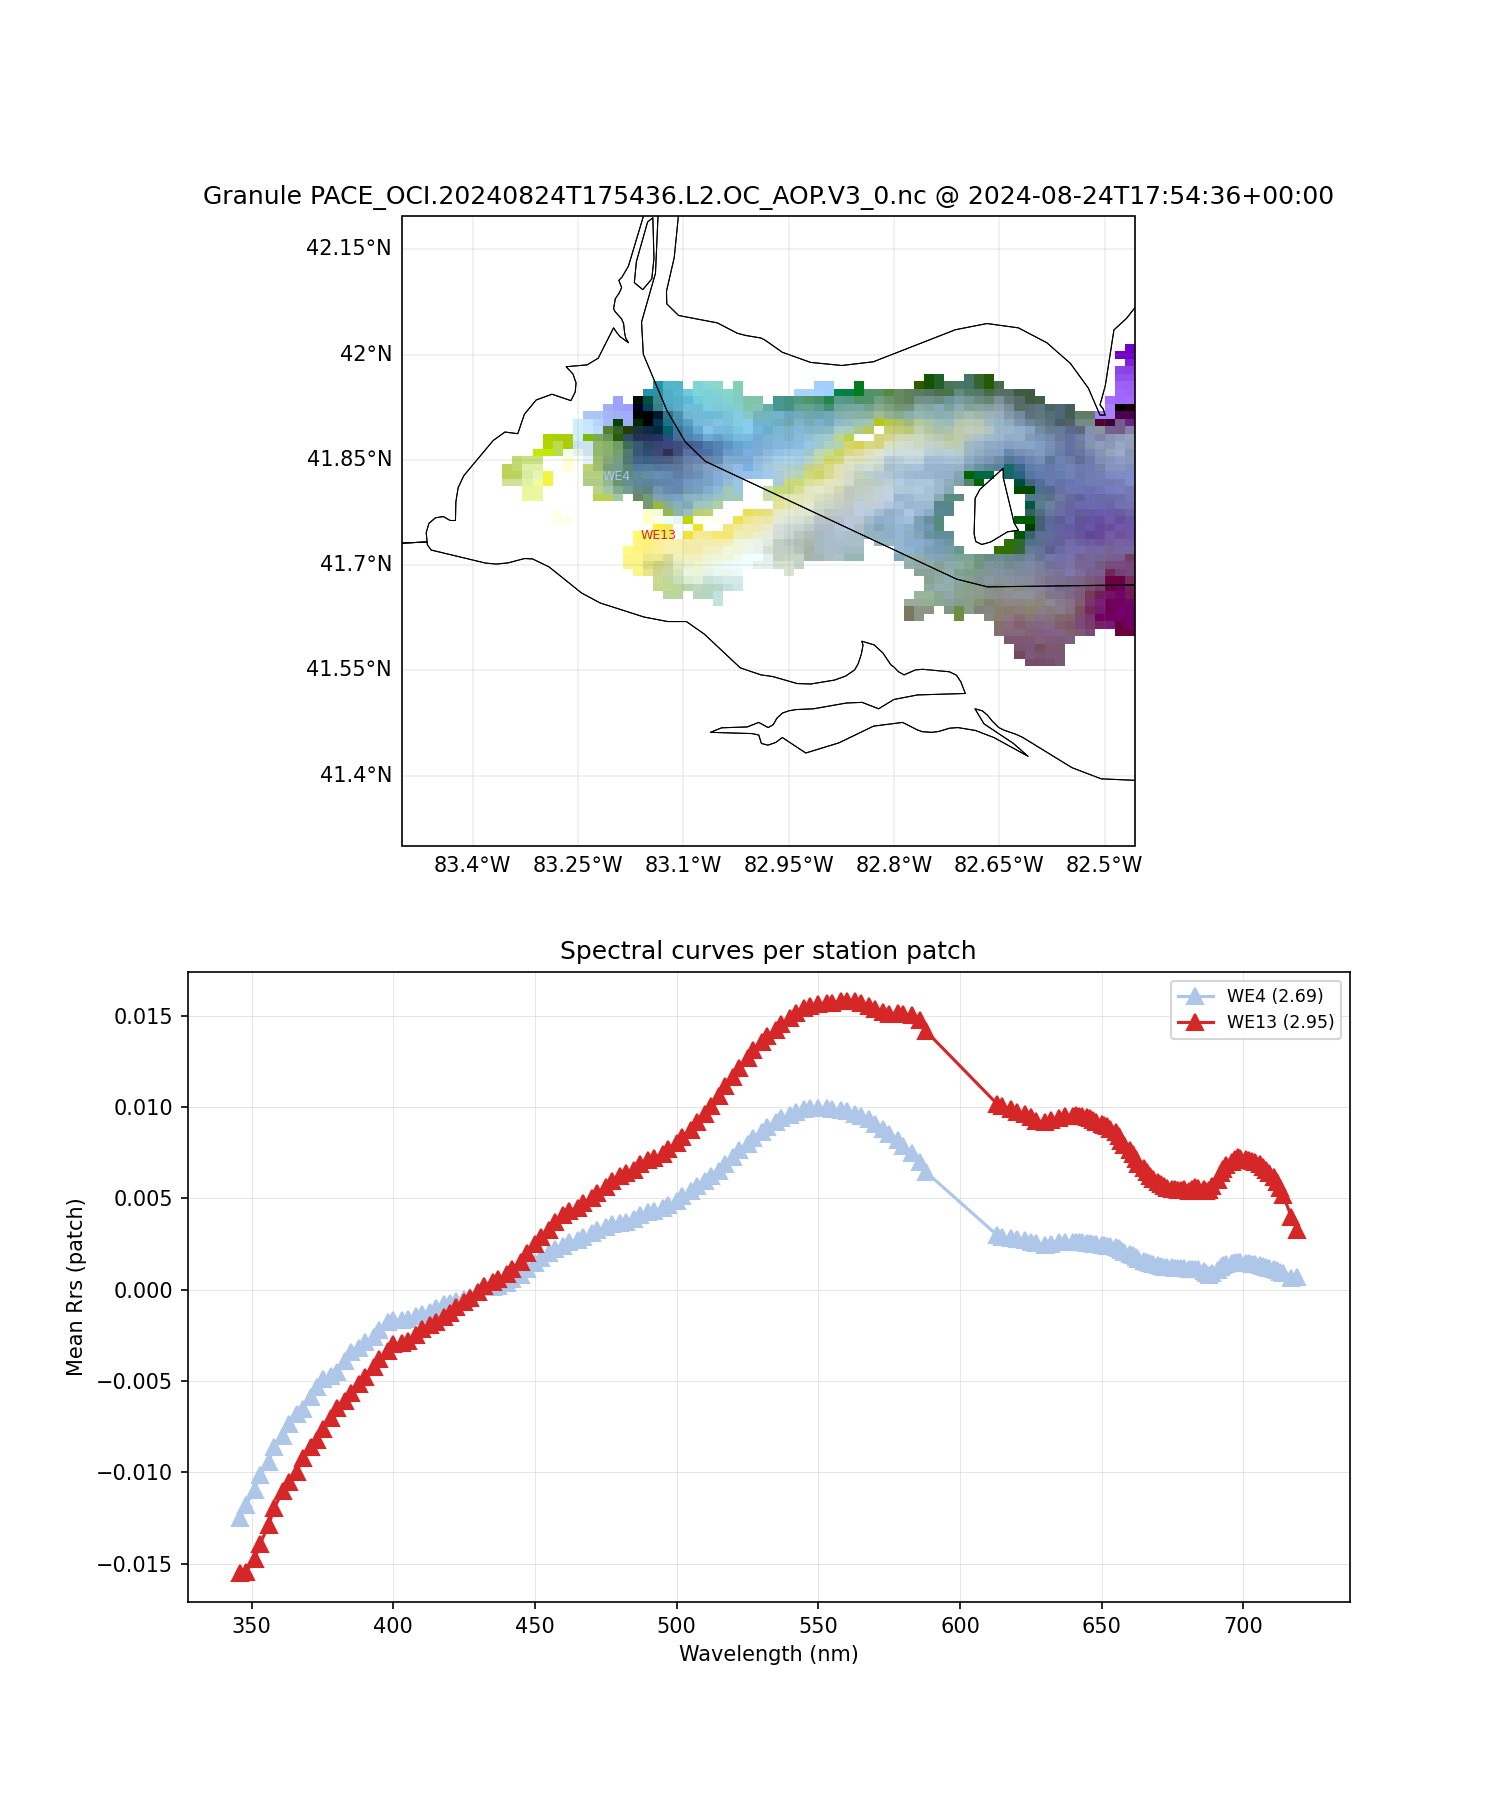 Granule PACE_OCI.20240824T175436.L2.OC_AOP.V3_0.nc @ 2024-08-24T17:54:36+00:00
42.15°N
42°N
41.85°N
41.7°N
41.55°N
41.4°N
WE4
WE13
83.4°W 83.25°W 83.1°W 82.95°W 82.8°W 82.65°W 82.5°W
Spectral curves per station patch
WE4 (2.69)
WE13 (2.95)
Mean Rrs (patch)
0.015
0.010
0.005
0.000
−0.005
−0.010
−0.015
350 400 450 500 550 600 650 700
Wavelength (nm)